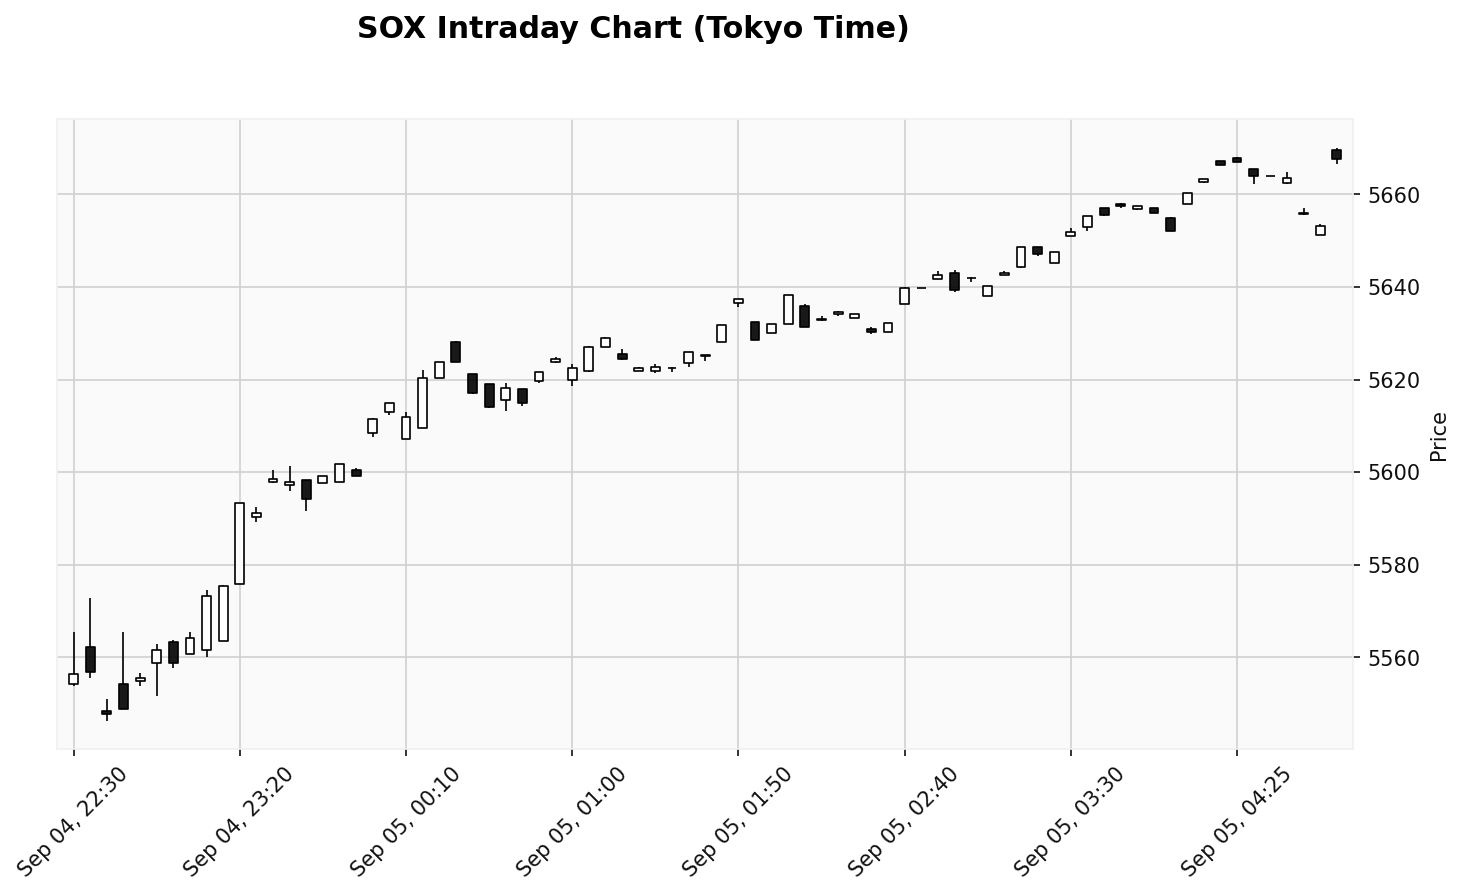 SOX Intraday Chart (Tokyo Time)
5660
5640
5620
5600
5580
5560
Price
Sep 04, 22:30
Sep 04, 23:20
Sep 05, 00:10
Sep 05, 01:00
Sep 05, 01:50
Sep 05, 02:40
Sep 05, 03:30
Sep 05, 04:25